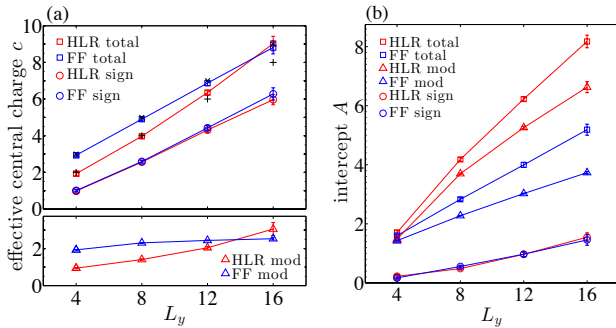 (a)
(b)
effective central charge c
10
8
6
4
2
0
HLR total
FF total
HLR sign
FF sign
2
0
HLR mod
FF mod
4
8
12
16
L_y
intercept A
8
6
4
2
0
HLR total
FF total
HLR mod
FF mod
HLR sign
FF sign
4
8
12
16
L_y